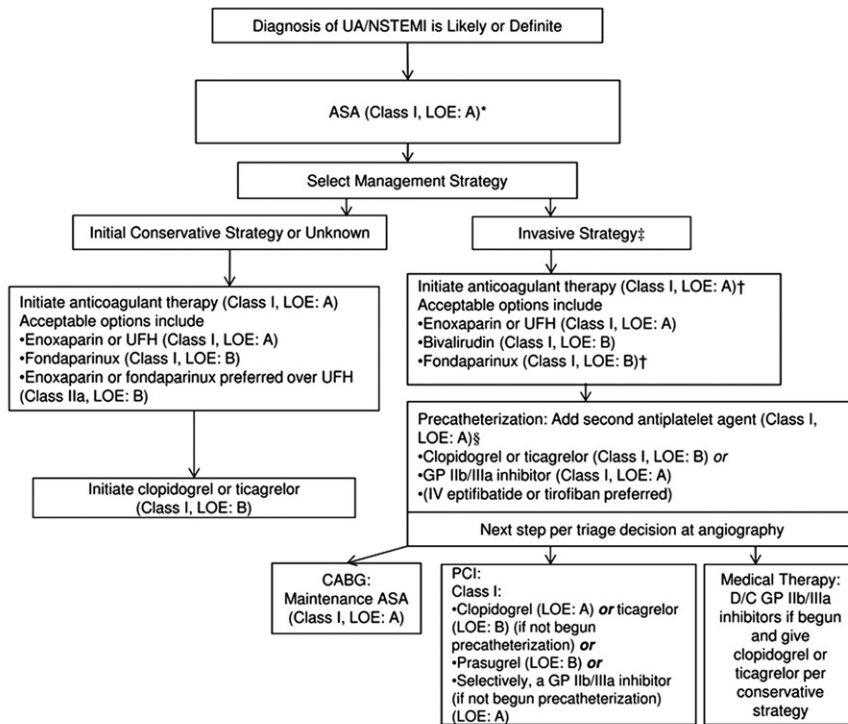 Diagnosis of UA/NSTEMI is Likely or Definite
ASA (Class I, LOE: A)*
Select Management Strategy
Initial Conservative Strategy or Unknown
Invasive Strategy‡
Initiate anticoagulant therapy (Class I, LOE: A)
Acceptable options include
•Enoxaparin or UFH (Class I, LOE: A)
•Fondaparinux (Class I, LOE: B)
•Enoxaparin or fondaparinux preferred over UFH
(Class IIa, LOE: B)
Initiate anticoagulant therapy (Class I, LOE: A)†
Acceptable options include
•Enoxaparin or UFH (Class I, LOE: A)
•Bivalirudin (Class I, LOE: B)
•Fondaparinux (Class I, LOE: B)†
Initiate clopidogrel or ticagrelor
(Class I, LOE: B)
Precatheterization: Add second antiplatelet agent (Class I,
LOE: A)§
•Clopidogrel or ticagrelor (Class I, LOE: B) or
•GP IIb/IIIa inhibitor (Class I, LOE: A)
•(IV eptifibatide or tirofiban preferred)
Next step per triage decision at angiography
CABG:
Maintenance ASA
(Class I, LOE: A)
PCI:
Class I:
•Clopidogrel (LOE: A) or ticagrelor
(LOE: B) (if not begun
precatheterization) or
•Prasugrel (LOE: B) or
•Selectively, a GP IIb/IIIa inhibitor
(if not begun precatheterization)
(LOE: A)
Medical Therapy:
D/C GP IIb/IIIa
inhibitors if begun
and give
clopidogrel or
ticagrelor per
conservative
strategy